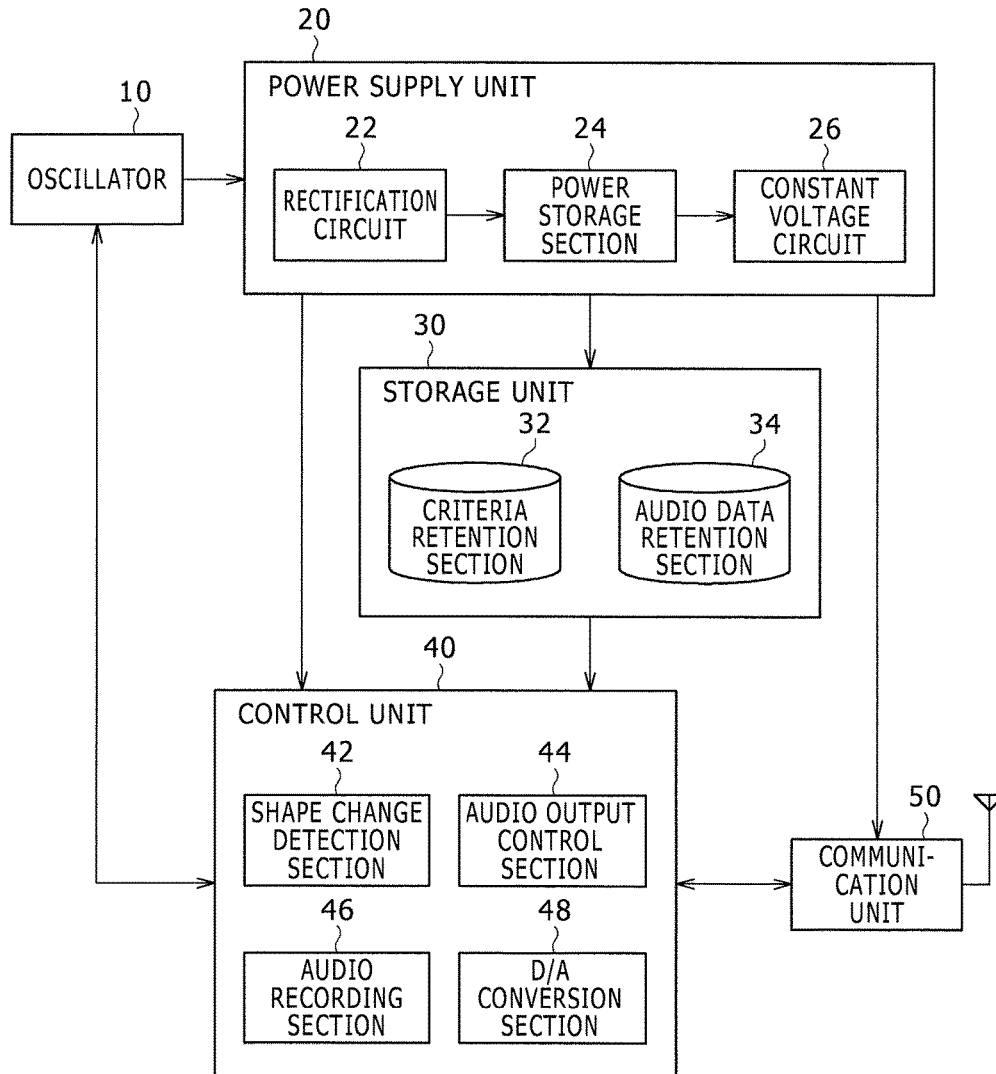 20
POWER SUPPLY UNIT
10
OSCILLATOR
22
RECTIFICATION
CIRCUIT
24
POWER
STORAGE
SECTION
26
CONSTANT
VOLTAGE
CIRCUIT
30
STORAGE UNIT
32
CRITERIA
RETENTION
SECTION
34
AUDIO DATA
RETENTION
SECTION
40
CONTROL UNIT
42
SHAPE CHANGE
DETECTION
SECTION
44
AUDIO OUTPUT
CONTROL
SECTION
50
COMMUNI-
CATION
UNIT
46
AUDIO
RECORDING
SECTION
48
D/A
CONVERSION
SECTION